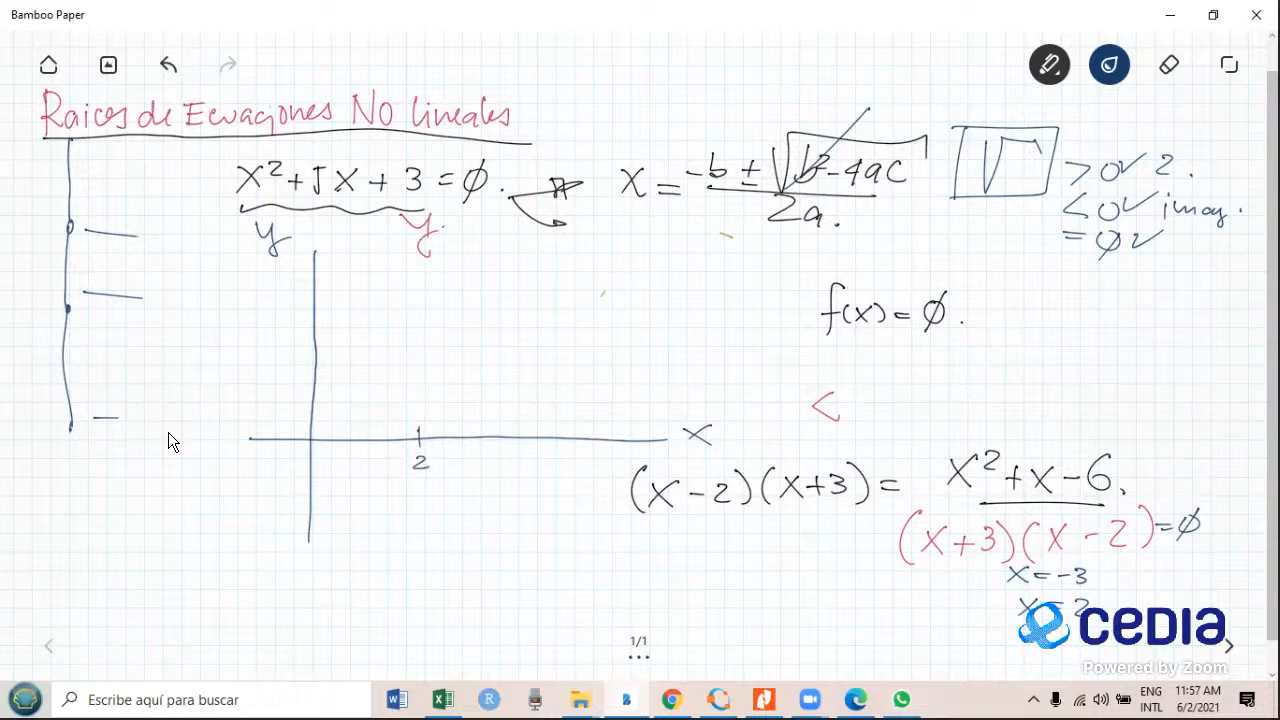 Bamboo Paper
Raices de Ecuaciones NO lineales
x² + 5x + 3 = ∅.
x = -b ± √b² - 4ac
2a.
√
> 0 ✓ 2.
< 0 ✓ imag.
= ∅ ✓
y
y.
f(x) = ∅.
<
x
2
(x - 2)(x + 3) = x² + x - 6.
(x + 3)(x - 2) = ∅
x = -3
x = 2
cedia
Powered by Zoom
1/1
Escribe aquí para buscar
ENG
INTL
11:57 AM
6/2/2021